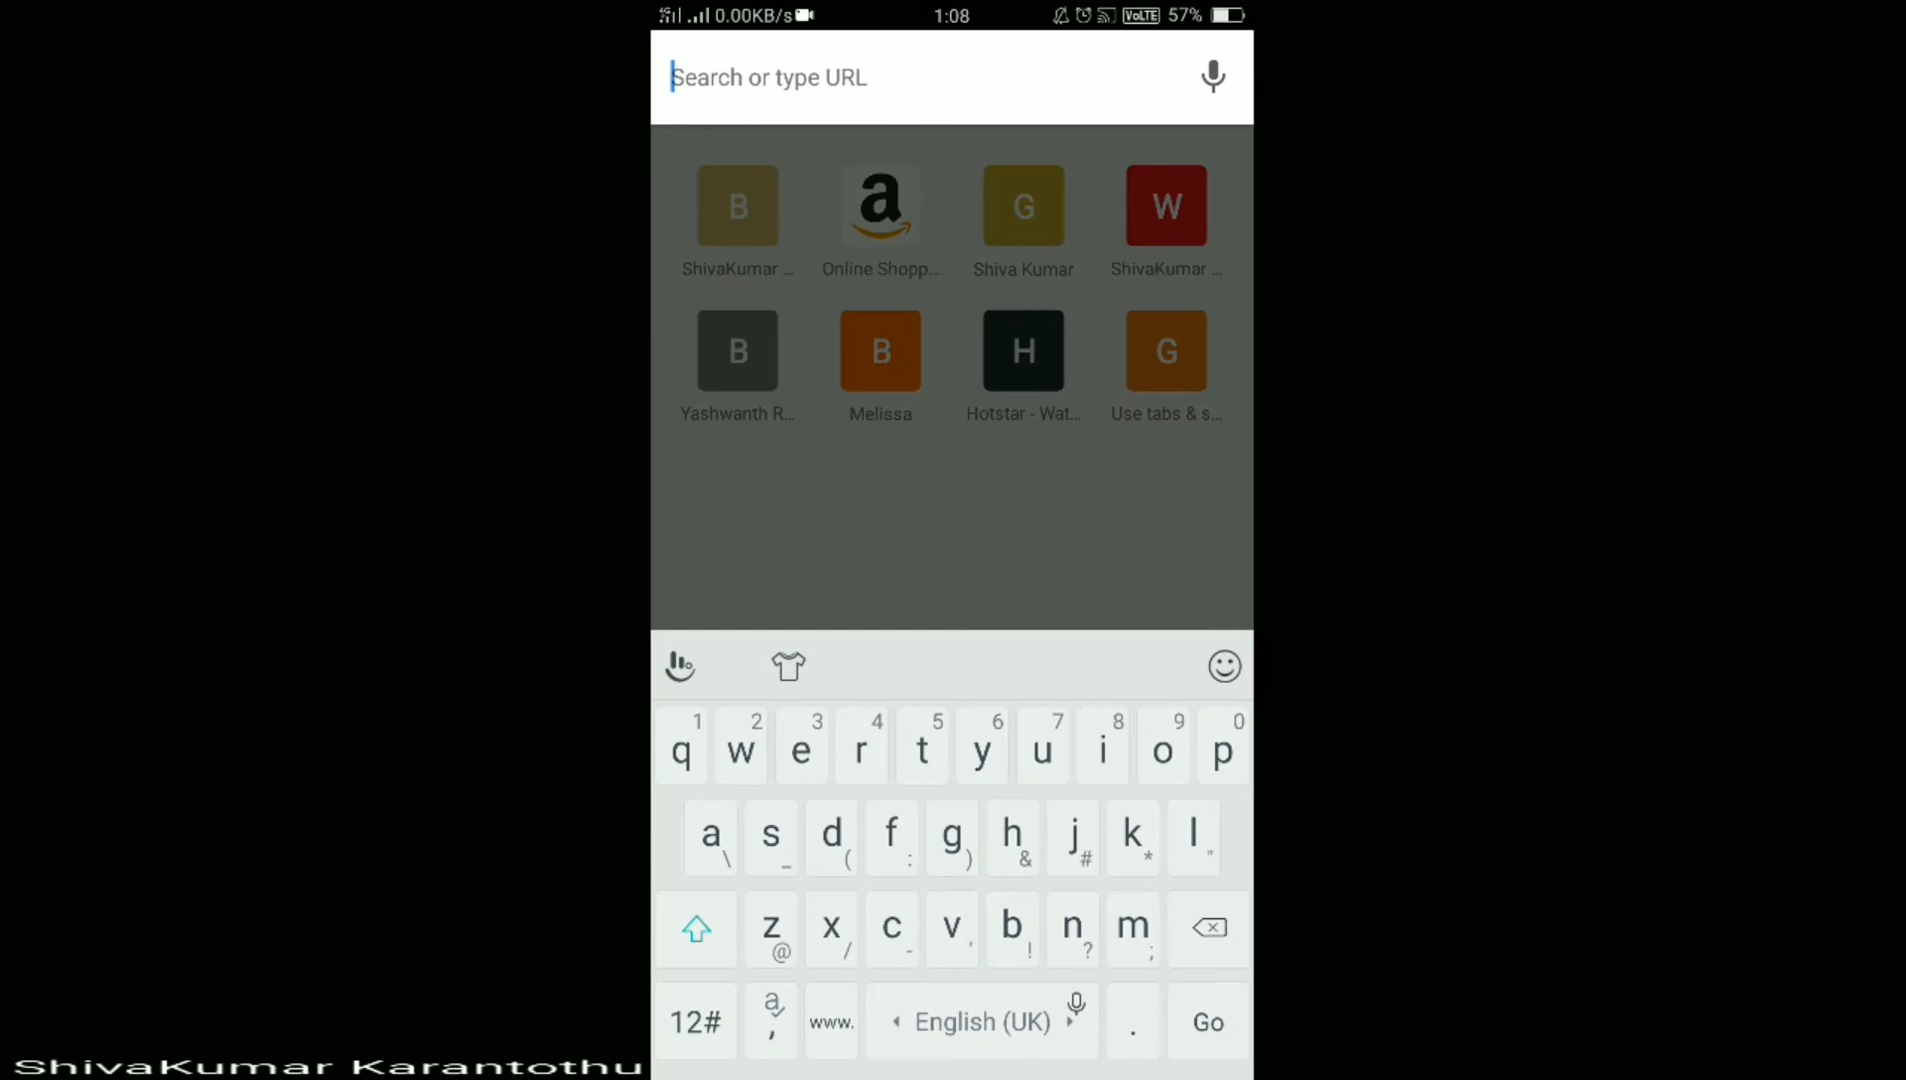 0.00KB/s 1:08 VoLTE 57%
Search or type URL
B a G W
ShivaKumar ... Online Shopp... Shiva Kumar ShivaKumar ...
B B H G
Yashwanth R... Melissa Hotstar - Wat... Use tabs & s...
1 2 3 4 5 6 7 8 9 0
q w e r t y u i o p
a s d f g h j k l
\ _ ( : ) & # * "
z x c v b n m
@ / - ' ! ? ;
12# a , www. English (UK) . Go
ShivaKumar Karantothu